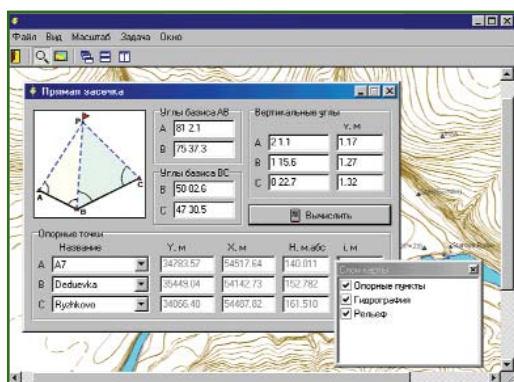 Файл Вид Масштаб Задача Окно
Прямая засечка
P
A
B
C
Углы базиса AB
A 81 2.1
B 75 37.3
Углы базиса BC
B 50 02.6
C 47 30.5
Вертикальные углы
V, м
A 2 1.1 1.17
B 1 15.6 1.27
C 0 22.7 1.32
Вычислить
Опорные точки
Название Y, м X, м H, м.абс i, м
A A7 34783.57 54517.64 140.011
B Deduevka 35449.04 54142.73 152.782
C Ryzhkovo 34066.40 54487.82 161.510
Слои карты
Опорные пункты
Гидрография
Рельеф